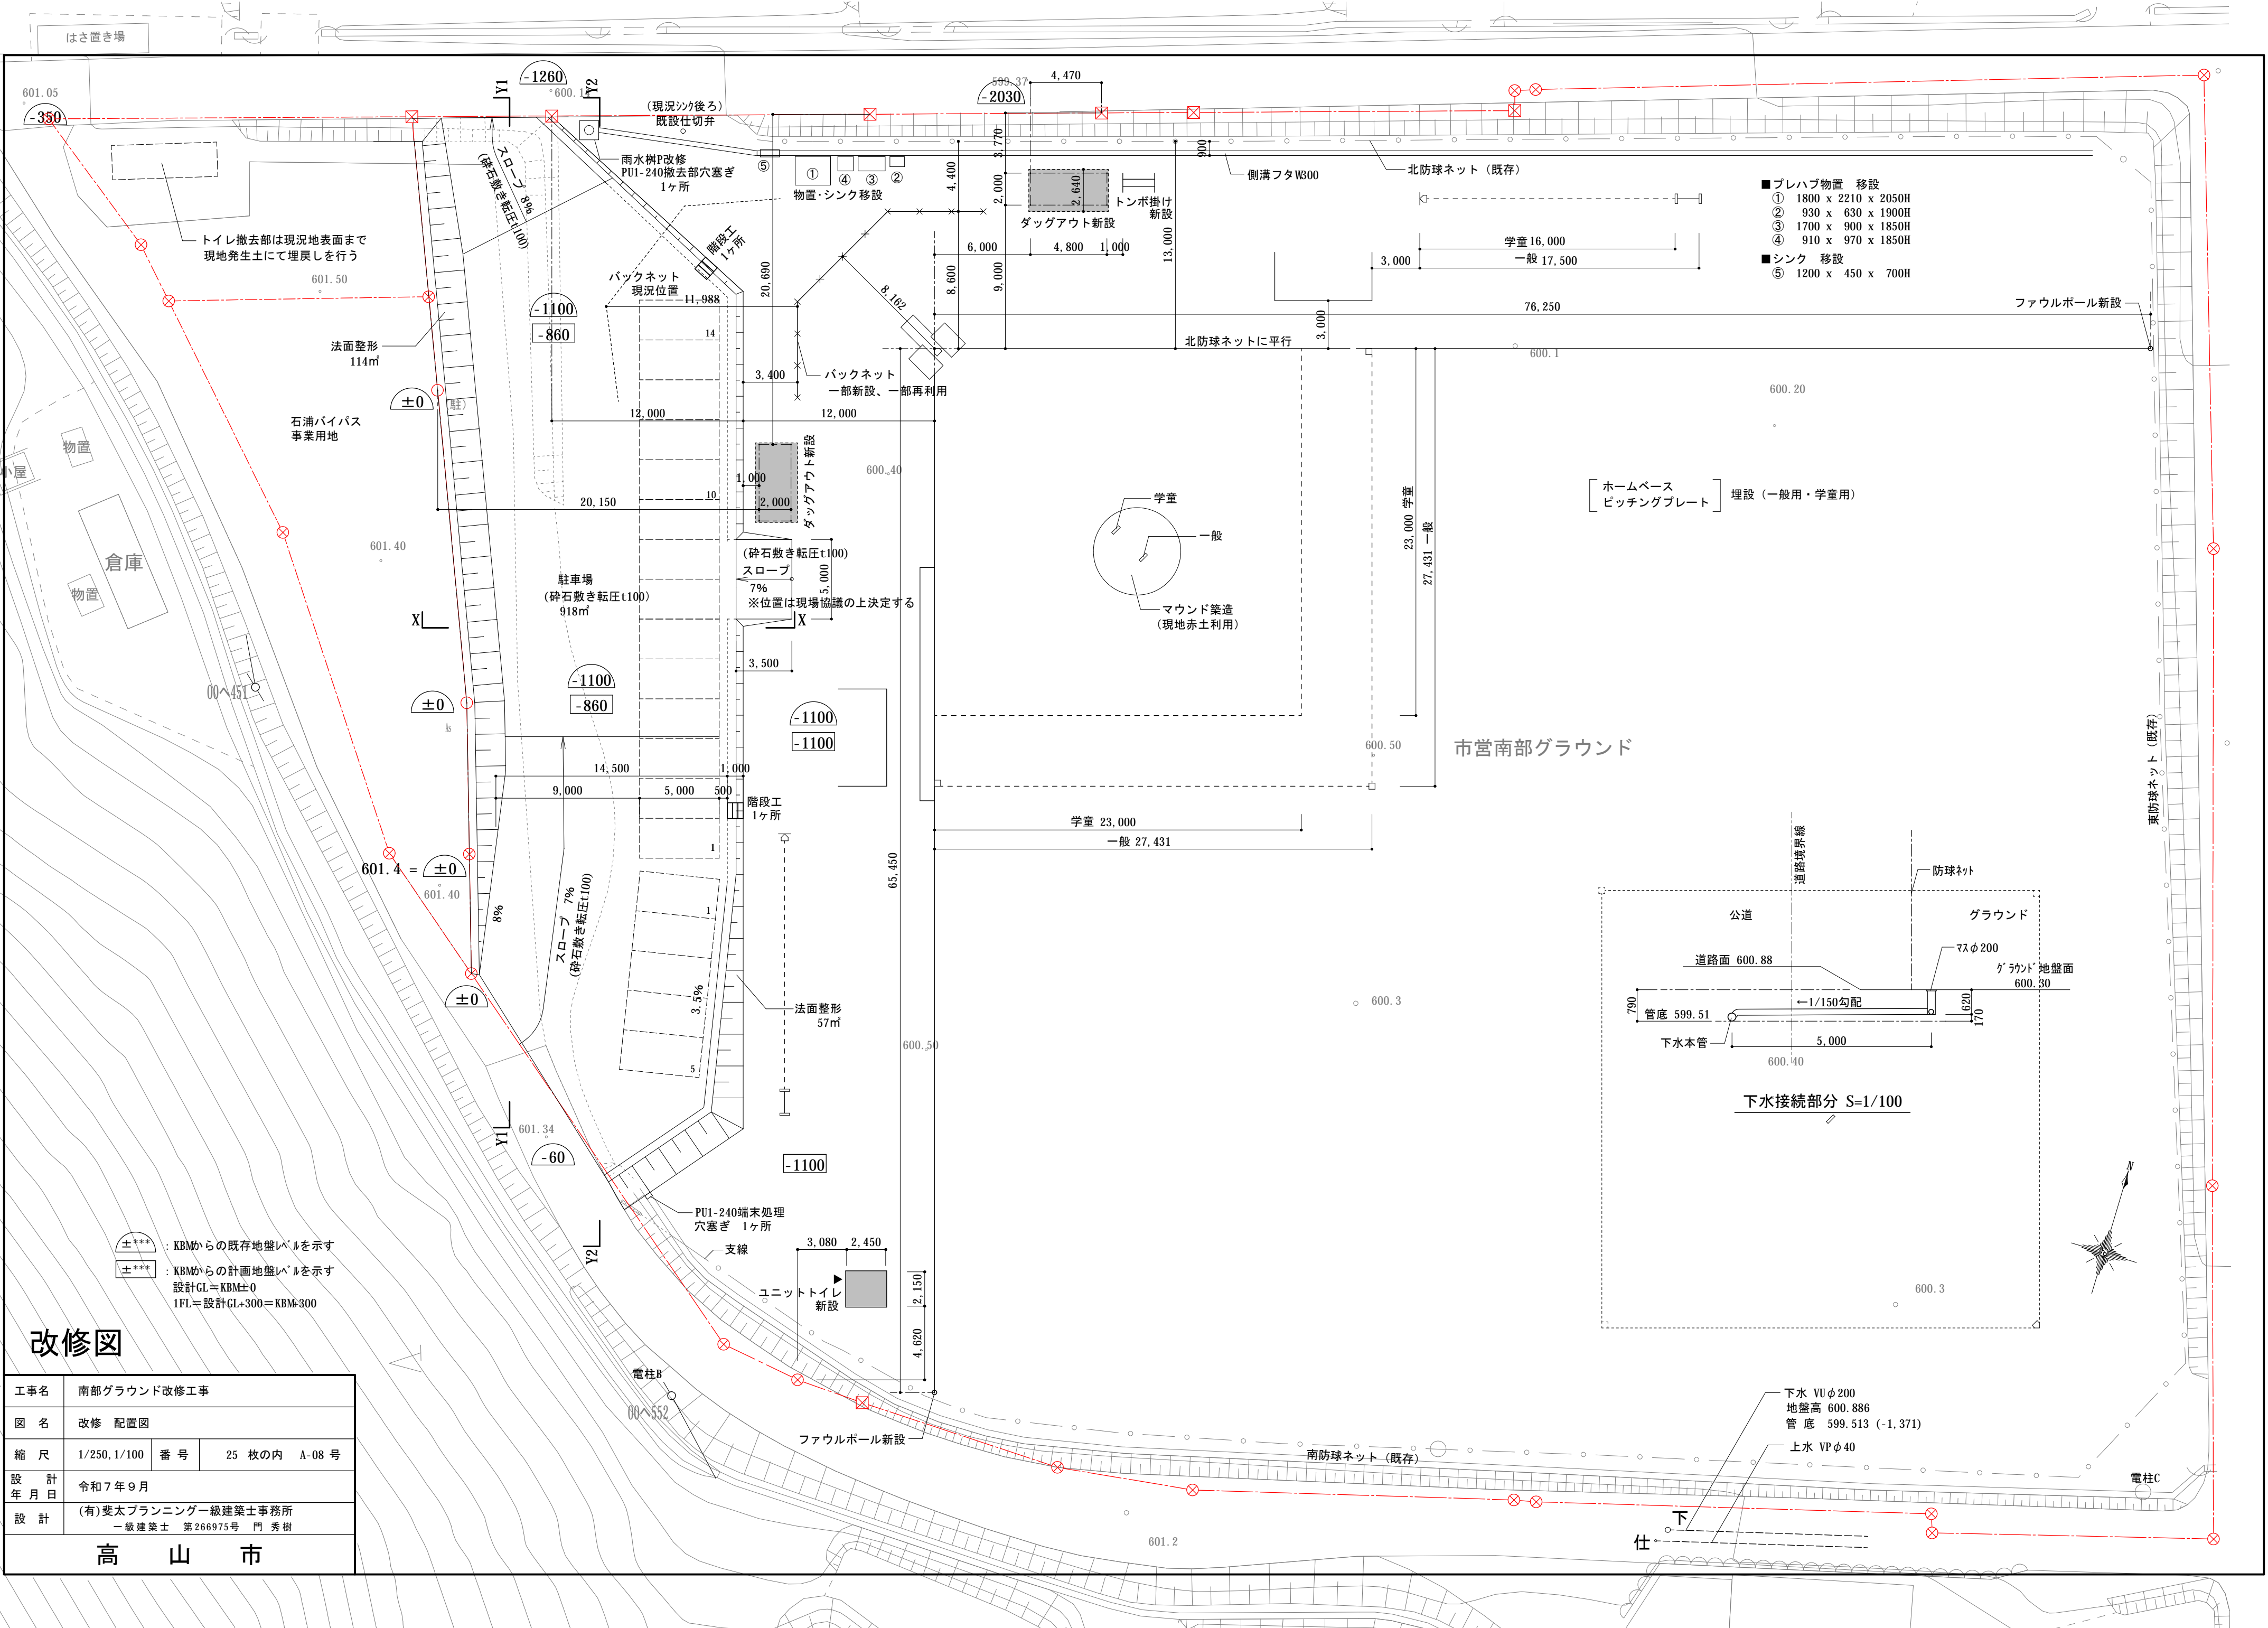 はさ置き場
601.05
-350
Y1
-1260
600.1
Y2
(現況ｼﾝｸ後ろ)
既設仕切弁
599.37
-2030
4,470
スロープ 8%
(砕石敷き転圧t100)
雨水桝P改修
PU1-240撤去部穴塞ぎ
1ヶ所
⑤
①
④
③
②
物置･シンク移設
4,400
3,770
2,000
2,640
ダッグアウト新設
トンボ掛け
新設
900
側溝フタW300
北防球ネット（既存）
13,000
6,000
4,800
1,000
学童16,000
一般 17,500
3,000
3,000
■プレハブ物置 移設
① 1800 x 2210 x 2050H
② 930 x 630 x 1900H
③ 1700 x 900 x 1850H
④ 910 x 970 x 1850H
■シンク 移設
⑤ 1200 x 450 x 700H
トイレ撤去部は現況地表面まで
現地発生土にて埋戻しを行う
601.50
階段工
1ヶ所
バックネット
現況位置
11,988
20,690
8,600
9,000
8,162
76,250
ファウルポール新設
-1100
-860
14
法面整形
114㎡
北防球ネットに平行
600.1
600.20
3,400
バックネット
一部新設、一部再利用
±0
(駐)
12,000
12,000
石浦バイパス
事業用地
物置
小屋
倉庫
物置
601.40
10
1,000
2,000
ダッグアウト新設
20,150
600.40
学童
一般
マウンド築造
(現地赤土利用)
23,000 学童
27,431 一般
ホームベース
ピッチングプレート
埋設（一般用・学童用）
(砕石敷き転圧t100)
スロープ
7%
5,000
※位置は現場協議の上決定する
駐車場
(砕石敷き転圧t100)
918㎡
X
X
3,500
00へ451
±0
As
-1100
-860
-1100
-1100
600.50
市営南部グラウンド
東防球ネット（既存）
14,500
1,000
9,000
5,000
500
階段工
1ヶ所
1
学童 23,000
一般 27,431
65,450
601.4 = ±0
601.40
8%
スロープ 7%
(砕石敷き転圧t100)
1
3.5%
5
法面整形
57㎡
±0
600.50
600.3
道路境界線
防球ﾈｯﾄ
公道
グラウンド
ﾏｽφ200
道路面 600.88
ｸﾞﾗｳﾝﾄﾞ地盤面
600.30
790
←1/150勾配
620
170
管底 599.51
下水本管
5,000
600.40
下水接続部分 S=1/100
Y1
601.34
-60
-1100
PU1-240端末処理
穴塞ぎ 1ヶ所
Y2
支線
3,080
2,450
2,150
4,620
ユニットトイレ
新設
N
600.3
±***
：KBMからの既存地盤ﾚﾍﾞﾙを示す
±***
：KBMからの計画地盤ﾚﾍﾞﾙを示す
設計GL＝KBM±0
1FL＝設計GL+300＝KBM+300
改修図
電柱B
00へ552
ファウルポール新設
南防球ネット（既存）
下水 VUφ200
地盤高 600.886
管 底 599.513 (-1,371)
上水 VPφ40
電柱C
下
仕
601.2
工事名 南部グラウンド改修工事
図 名 改修 配置図
縮 尺 1/250,1/100 番 号 25 枚の内 A-08 号
設 計
年 月 日 令和７年９月
設 計 (有)斐太プランニング一級建築士事務所
一級建築士 第266975号 門 秀樹
高 山 市